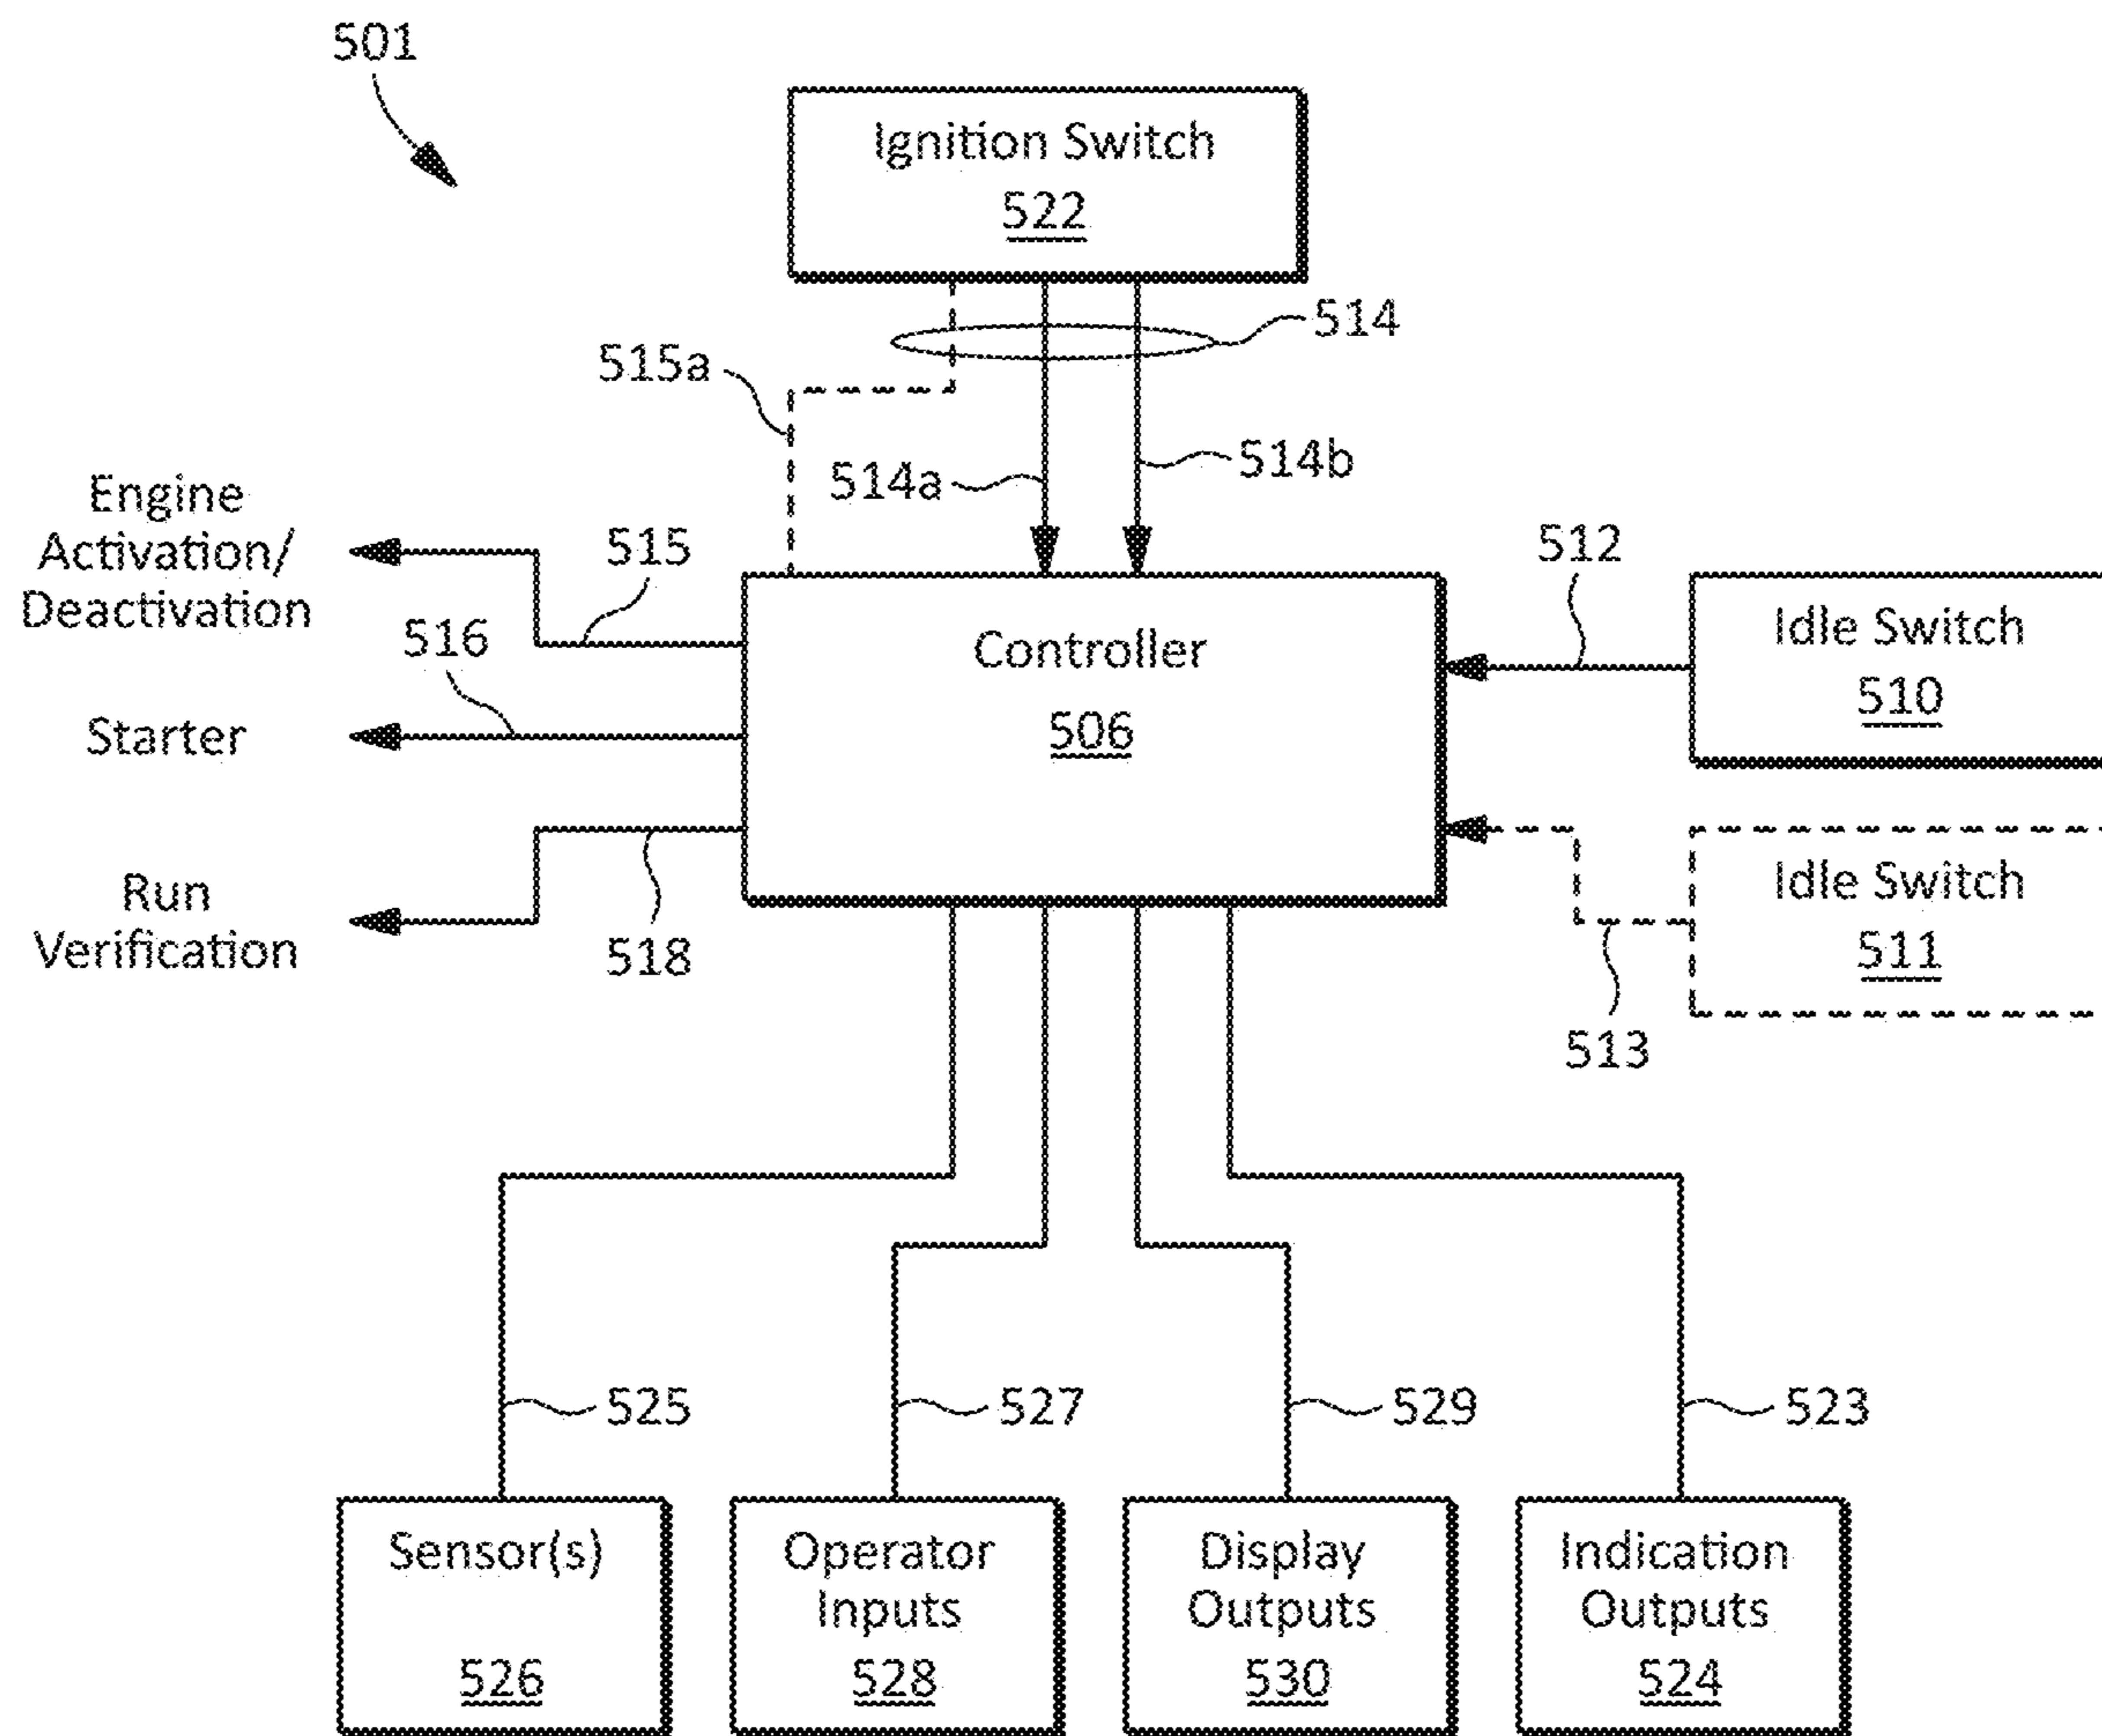 501
Ignition Switch
522
514
515a
514a
514b
Engine
Activation/
Deactivation
515
516
Starter
Run
Verification
518
Controller
506
512
Idle Switch
510
Idle Switch
511
513
525
527
529
523
Sensor(s)
526
Operator
Inputs
528
Display
Outputs
530
Indication
Outputs
524